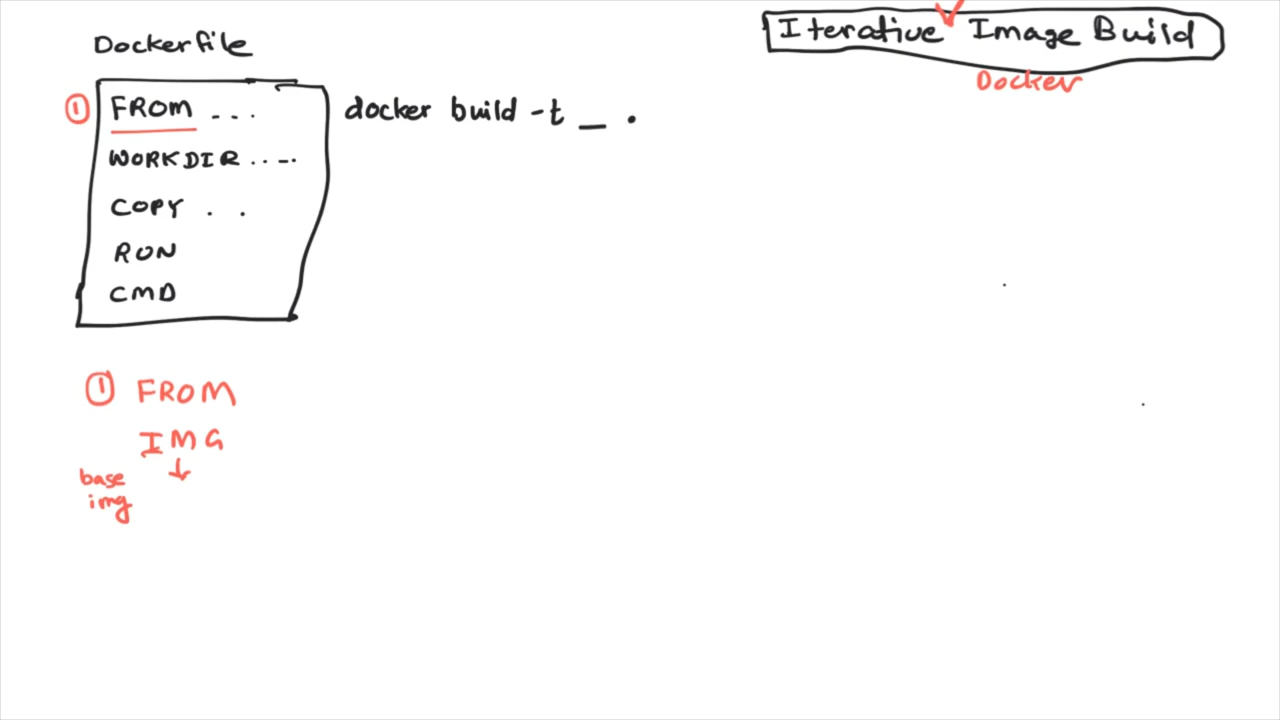 Iterative Image Build
Docker
Dockerfile
① FROM ...
docker build -t _ .
WORKDIR ....
COPY . .
RUN
CMD
① FROM
IMG
base
img